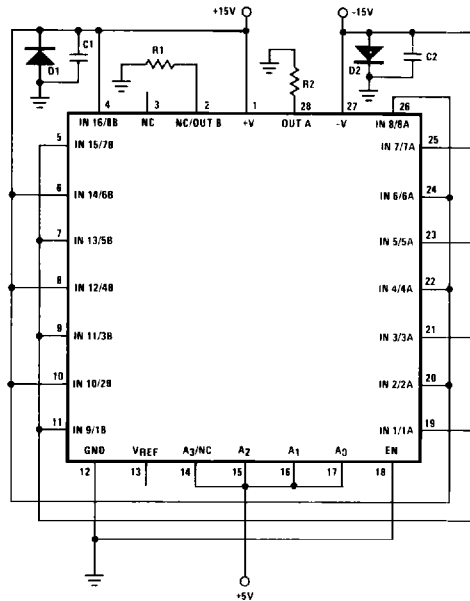 +15V
-15V
C1
D1
R1
R2
D2
C2
4
3
2
1
28
27
26
IN 16/8B
NC
NC/OUT B
+V
OUT A
-V
IN 8/8A
5
IN 15/7B
IN 7/7A
25
6
IN 14/6B
IN 6/6A
24
7
IN 13/5B
IN 5/5A
23
8
IN 12/4B
IN 4/4A
22
9
IN 11/3B
IN 3/3A
21
10
IN 10/2B
IN 2/2A
20
11
IN 9/1B
IN 1/1A
19
GND
VREF
A3/NC
A2
A1
A0
EN
12
13
14
15
16
17
18
+5V